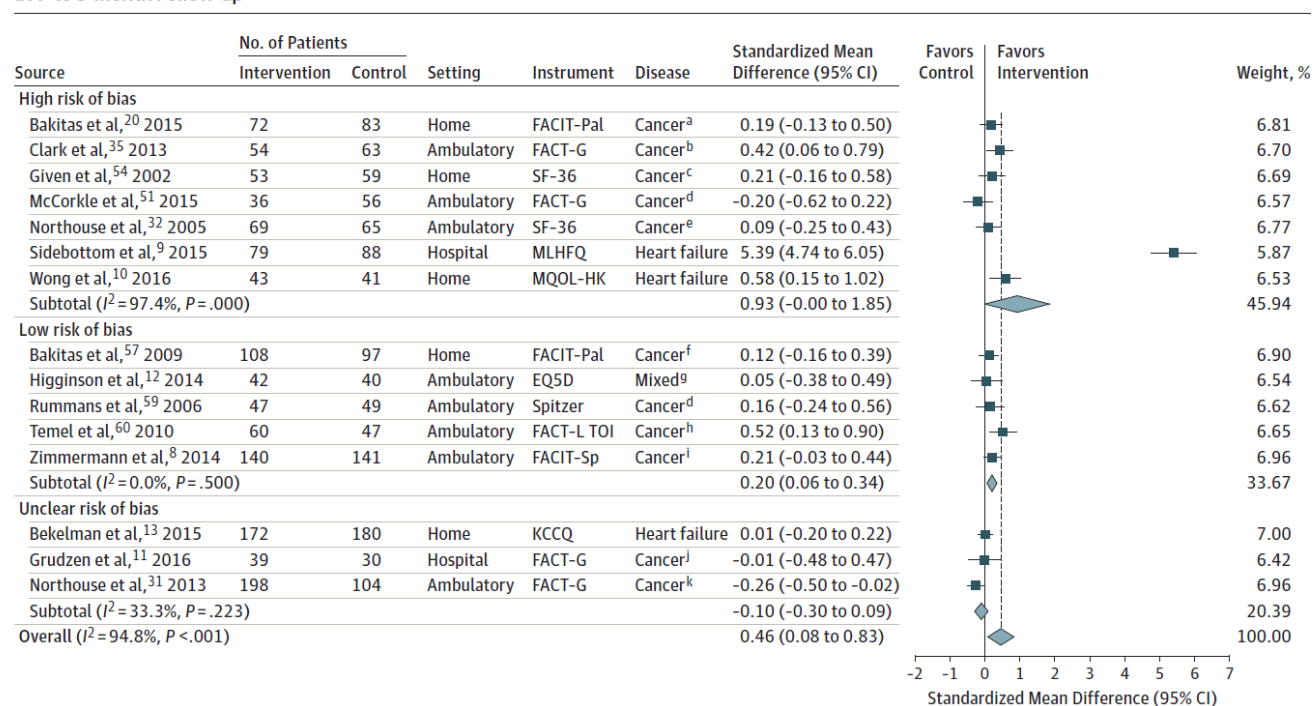 No. of Patients
Source Intervention Control Setting Instrument Disease Standardized Mean Difference (95% CI) Favors Control Favors Intervention Weight, %
High risk of bias
Bakitas et al,20 2015 72 83 Home FACIT-Pal Cancera 0.19 (−0.13 to 0.50) 6.81
Clark et al,35 2013 54 63 Ambulatory FACT-G Cancerb 0.42 (0.06 to 0.79) 6.70
Given et al,54 2002 53 59 Home SF-36 Cancerc 0.21 (−0.16 to 0.58) 6.69
McCorkle et al,51 2015 36 56 Ambulatory FACT-G Cancerd −0.20 (−0.62 to 0.22) 6.57
Northouse et al,32 2005 69 65 Ambulatory SF-36 Cancere 0.09 (−0.25 to 0.43) 6.77
Sidebottom et al,9 2015 79 88 Hospital MLHFQ Heart failure 5.39 (4.74 to 6.05) 5.87
Wong et al,10 2016 43 41 Home MQOL-HK Heart failure 0.58 (0.15 to 1.02) 6.53
Subtotal (I2 = 97.4%, P = .000) 0.93 (−0.00 to 1.85) 45.94
Low risk of bias
Bakitas et al,57 2009 108 97 Home FACIT-Pal Cancerf 0.12 (−0.16 to 0.39) 6.90
Higginson et al,12 2014 42 40 Ambulatory EQ5D Mixedg 0.05 (−0.38 to 0.49) 6.54
Rummans et al,59 2006 47 49 Ambulatory Spitzer Cancerd 0.16 (−0.24 to 0.56) 6.62
Temel et al,60 2010 60 47 Ambulatory FACT-L TOI Cancerh 0.52 (0.13 to 0.90) 6.65
Zimmermann et al,8 2014 140 141 Ambulatory FACIT-Sp Canceri 0.21 (−0.03 to 0.44) 6.96
Subtotal (I2 = 0.0%, P = .500) 0.20 (0.06 to 0.34) 33.67
Unclear risk of bias
Bekelman et al,13 2015 172 180 Home KCCQ Heart failure 0.01 (−0.20 to 0.22) 7.00
Grudzen et al,11 2016 39 30 Hospital FACT-G Cancerj −0.01 (−0.48 to 0.47) 6.42
Northouse et al,31 2013 198 104 Ambulatory FACT-G Cancerk −0.26 (−0.50 to −0.02) 6.96
Subtotal (I2 = 33.3%, P = .223) −0.10 (−0.30 to 0.09) 20.39
Overall (I2 = 94.8%, P <.001) 0.46 (0.08 to 0.83) 100.00
-2 -1 0 1 2 3 4 5 6 7
Standardized Mean Difference (95% CI)